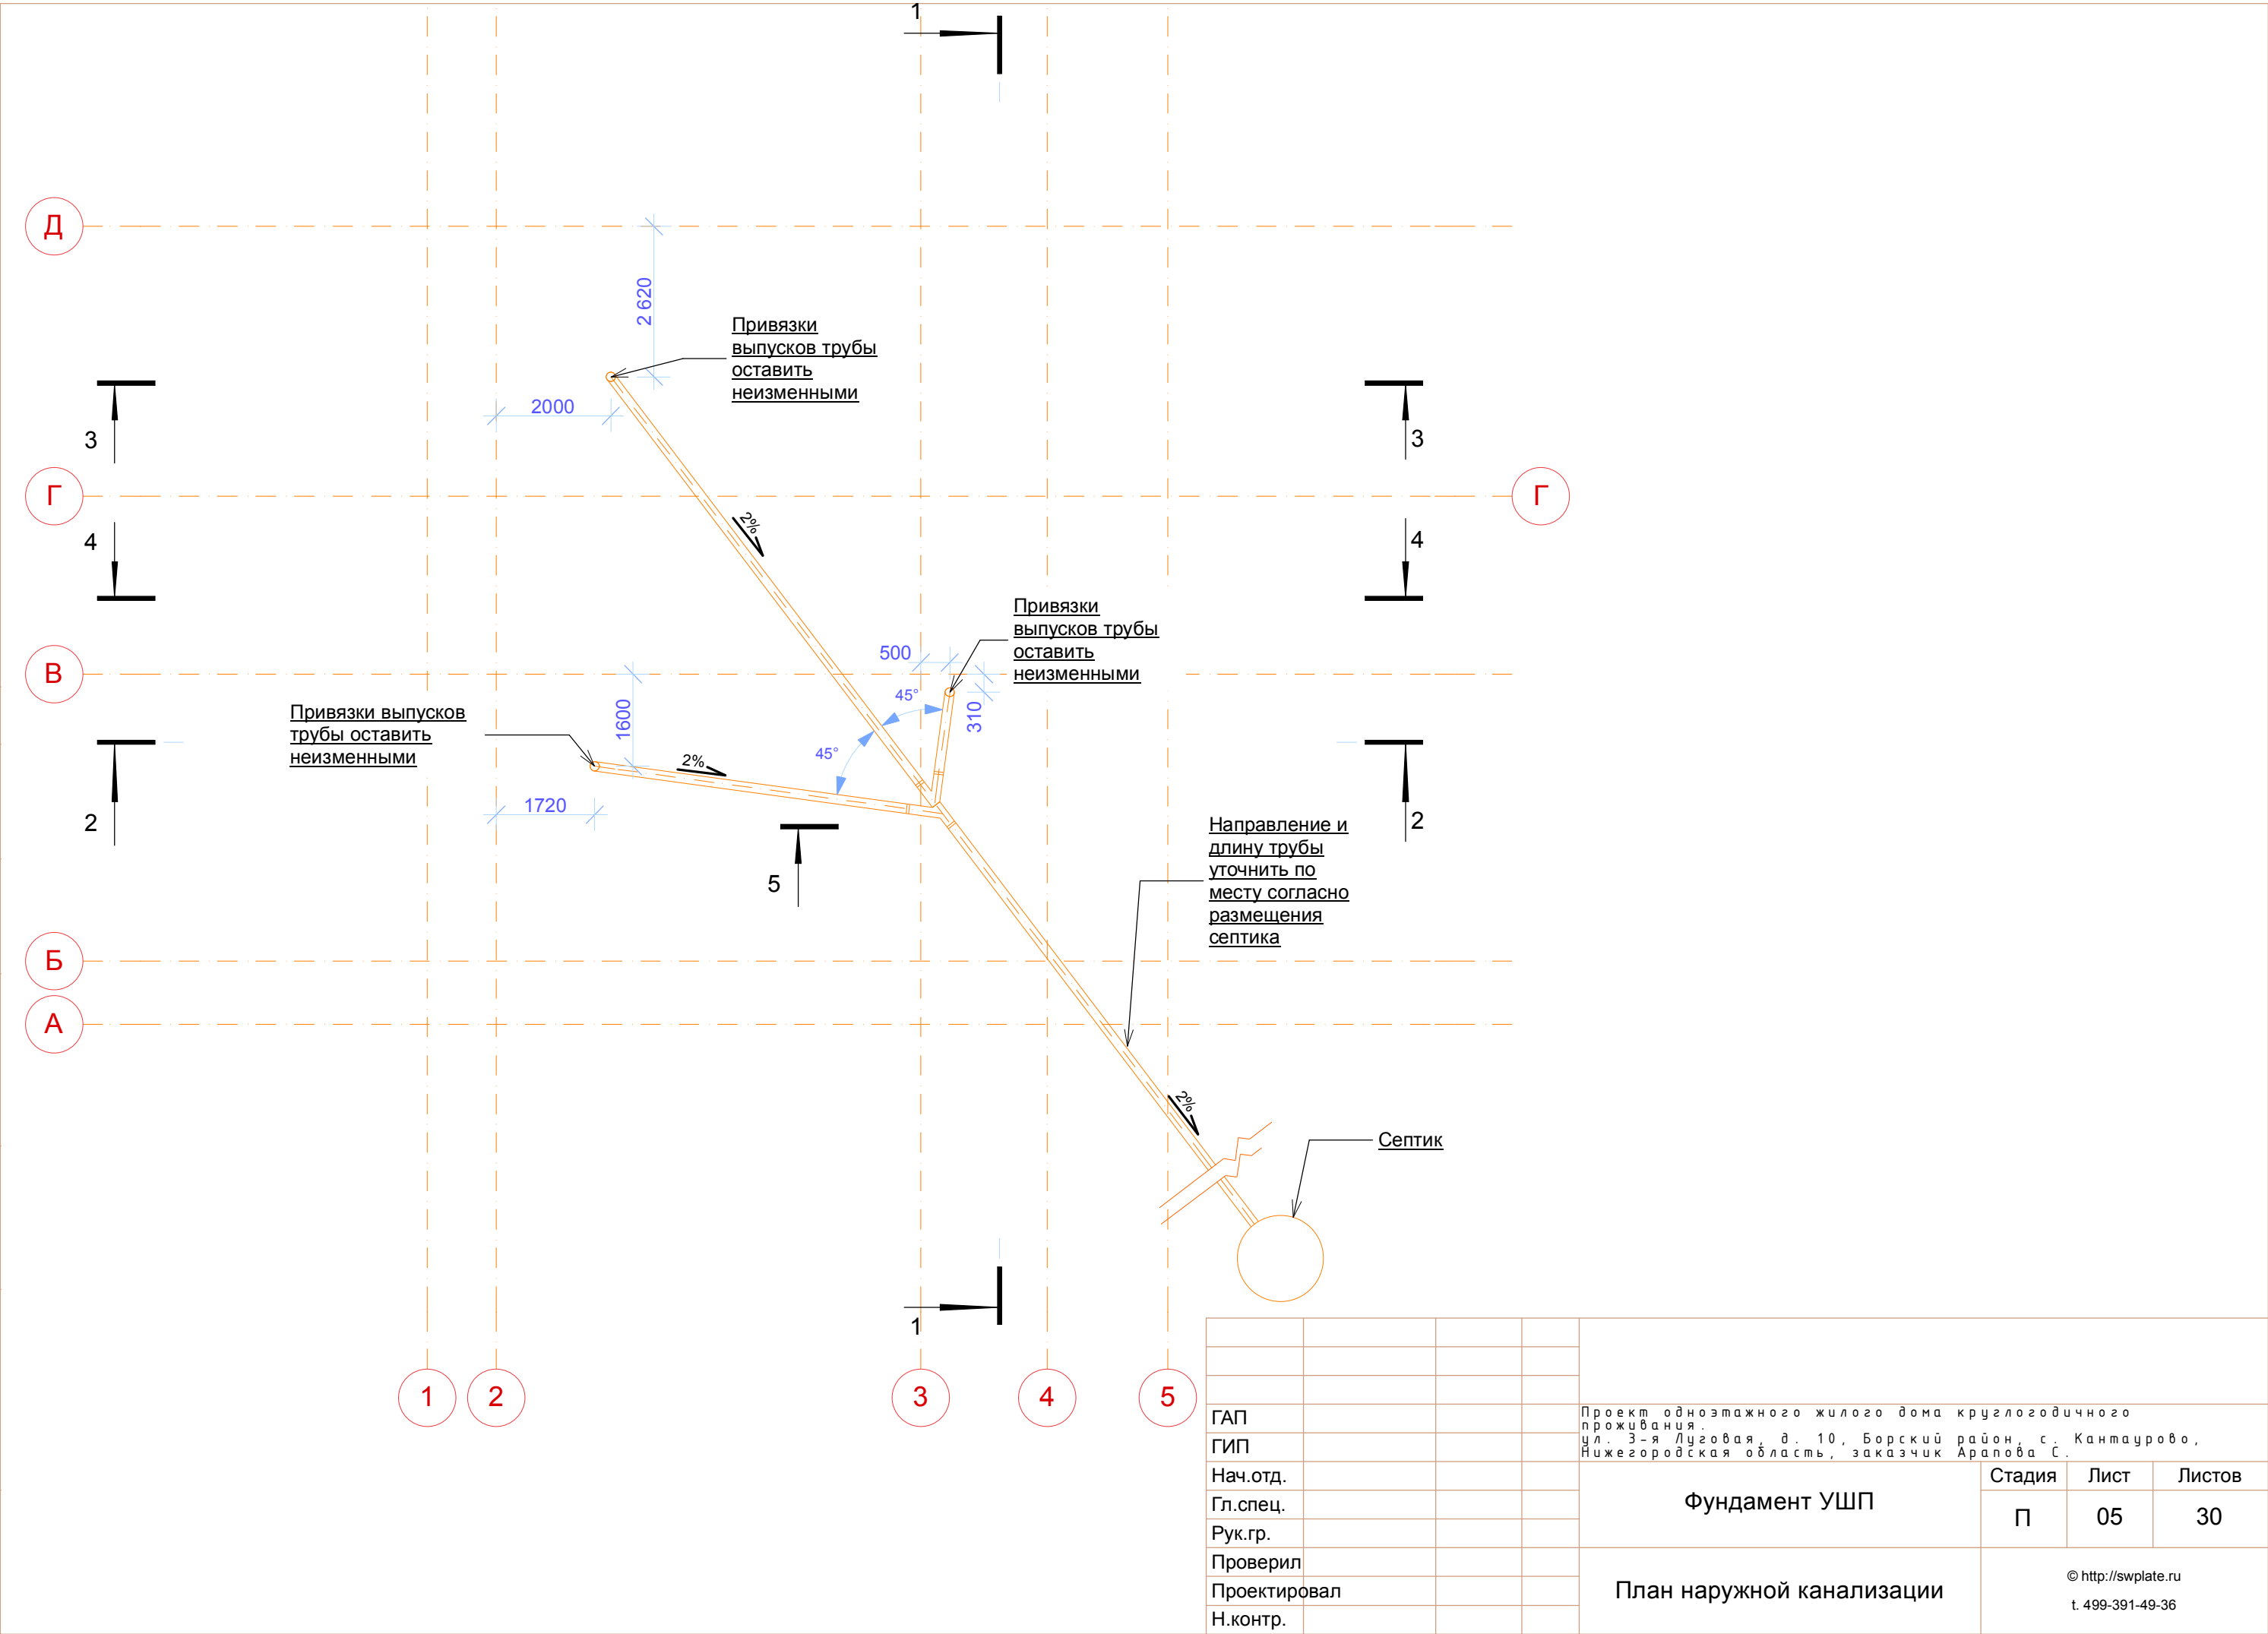 1
Д
2 620
Привязки
выпусков трубы
оставить
неизменными
2000
3
3
Г
Г
2%
4
4
Привязки
выпусков трубы
оставить
неизменными
500
В
45°
310
1600
Привязки выпусков
трубы оставить
неизменными
45°
2%
1720
2
2
Направление и
длину трубы
уточнить по
месту согласно
размещения
септика
5
Б
А
2%
Септик
1
1
2
3
4
5
ГАП
ГИП
Нач.отд.
Гл.спец.
Рук.гр.
Проверил
Проектировал
Н.контр.
Проект одноэтажного жилого дома круглогодичного
проживания.
ул. 3-я Луговая, д. 10, Борский район, с. Кантаурово,
Нижегородская область, заказчик Арапова С.
Фундамент УШП
Стадия Лист Листов
П 05 30
План наружной канализации
© http://swplate.ru
t. 499-391-49-36